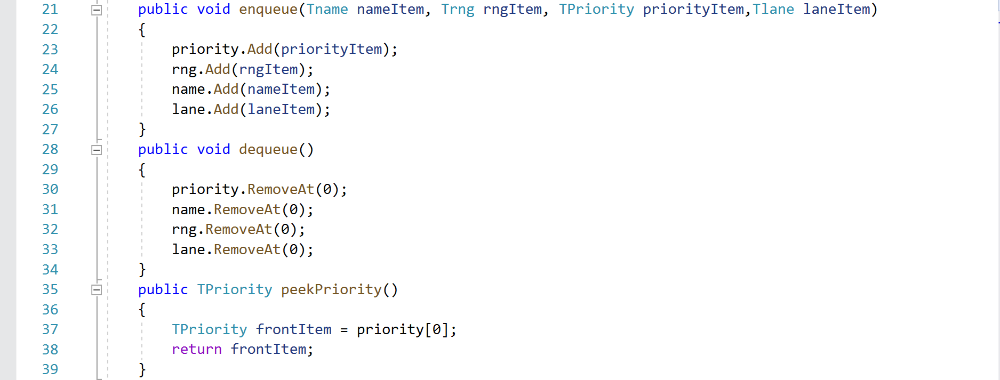 21 public void enqueue(Tname nameItem, Trng rngItem, TPriority priorityItem,Tlane laneItem)
22 {
23 priority.Add(priorityItem);
24 rng.Add(rngItem);
25 name.Add(nameItem);
26 lane.Add(laneItem);
27 }
28 public void dequeue()
29 {
30 priority.RemoveAt(0);
31 name.RemoveAt(0);
32 rng.RemoveAt(0);
33 lane.RemoveAt(0);
34 }
35 public TPriority peekPriority()
36 {
37 TPriority frontItem = priority[0];
38 return frontItem;
39 }